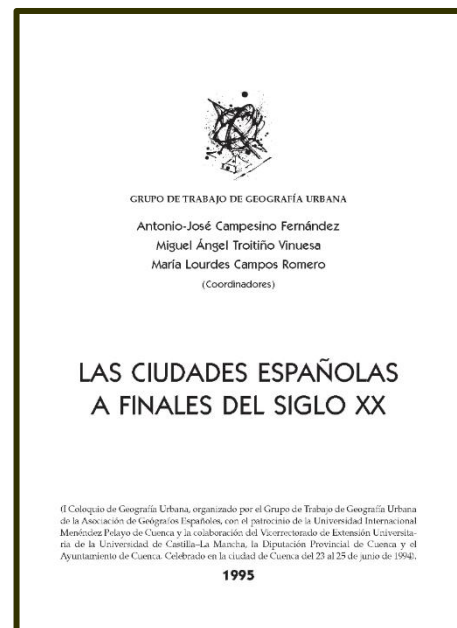 GRUPO DE TRABAJO DE GEOGRAFÍA URBANA
Antonio-José Campesino Fernández
Miguel Ángel Troitiño Vinuesa
María Lourdes Campos Romero
(Coordinadores)
LAS CIUDADES ESPAÑOLAS
A FINALES DEL SIGLO XX
(I Coloquio de Geografía Urbana, organizado por el Grupo de Trabajo de Geografía Urbana
de la Asociación de Geógrafos Españoles, con el patrocinio de la Universidad Internacional
Menéndez Pelayo de Cuenca y la colaboración del Vicerrectorado de Extensión Universita-
ria de la Universidad de Castilla–La Mancha, la Diputación Provincial de Cuenca y el
Ayuntamiento de Cuenca. Celebrado en la ciudad de Cuenca del 23 al 25 de junio de 1994).
1995